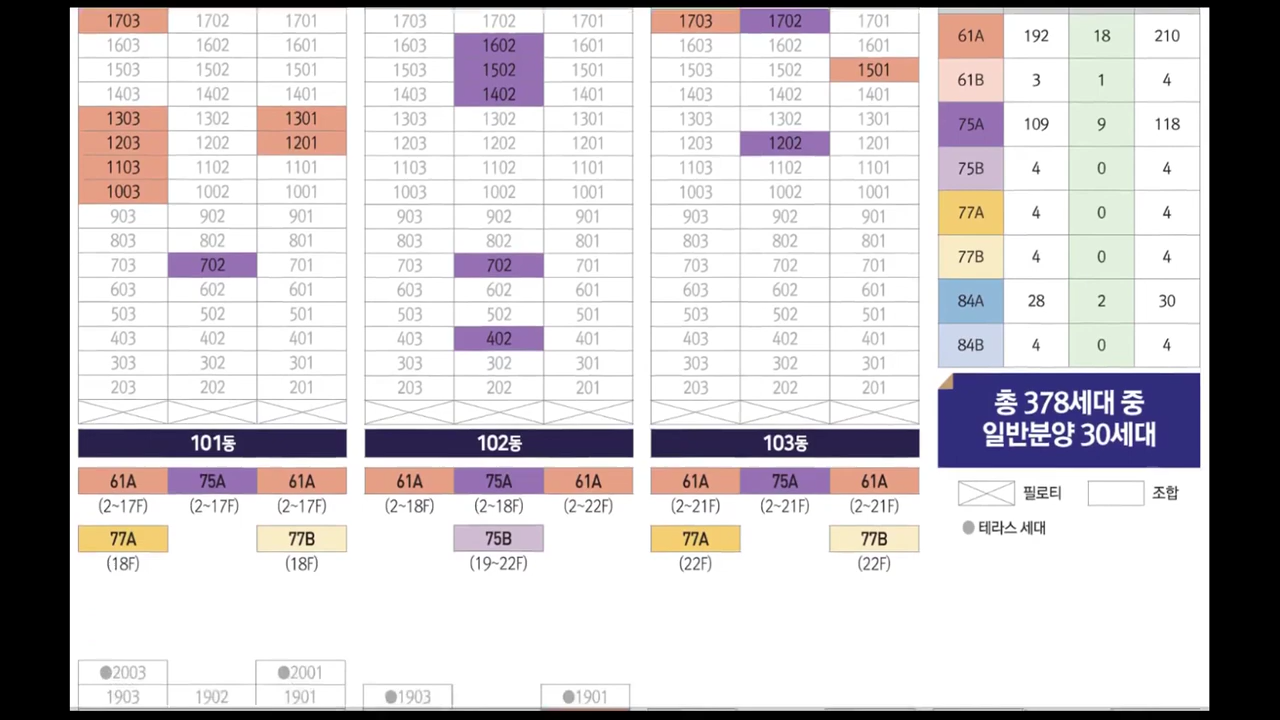 1703 1702 1701 1703 1702 1701 1703 1702 1701
1603 1602 1601 1603 1602 1601 1603 1602 1601
1503 1502 1501 1503 1502 1501 1503 1502 1501
1403 1402 1401 1403 1402 1401 1403 1402 1401
1303 1302 1301 1303 1302 1301 1303 1302 1301
1203 1202 1201 1203 1202 1201 1203 1202 1201
1103 1102 1101 1103 1102 1101 1103 1102 1101
1003 1002 1001 1003 1002 1001 1003 1002 1001
903 902 901 903 902 901 903 902 901
803 802 801 803 802 801 803 802 801
703 702 701 703 702 701 703 702 701
603 602 601 603 602 601 603 602 601
503 502 501 503 502 501 503 502 501
403 402 401 403 402 401 403 402 401
303 302 301 303 302 301 303 302 301
203 202 201 203 202 201 203 202 201
101동 102동 103동
61A 75A 61A 61A 75A 61A 61A 75A 61A
(2~17F) (2~17F) (2~17F) (2~18F) (2~18F) (2~22F) (2~21F) (2~21F) (2~21F)
77A 77B 75B 77A 77B
(18F) (18F) (19~22F) (22F) (22F)
61A 192 18 210
61B 3 1 4
75A 109 9 118
75B 4 0 4
77A 4 0 4
77B 4 0 4
84A 28 2 30
84B 4 0 4
총 378세대 중
일반분양 30세대
필로티 조합
테라스 세대
2003 2001
1903 1902 1901 1903 1901